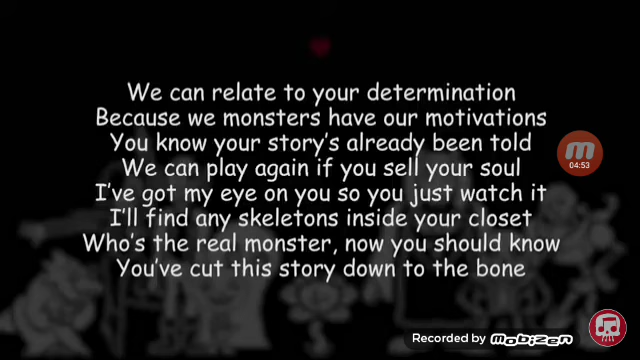 We can relate to your determination
Because we monsters have our motivations
You know your story's already been told
We can play again if you sell your soul
I've got my eye on you so you just watch it
I'll find any skeletons inside your closet
Who's the real monster, now you should know
You've cut this story down to the bone
m
04:53
Recorded by Mobizen